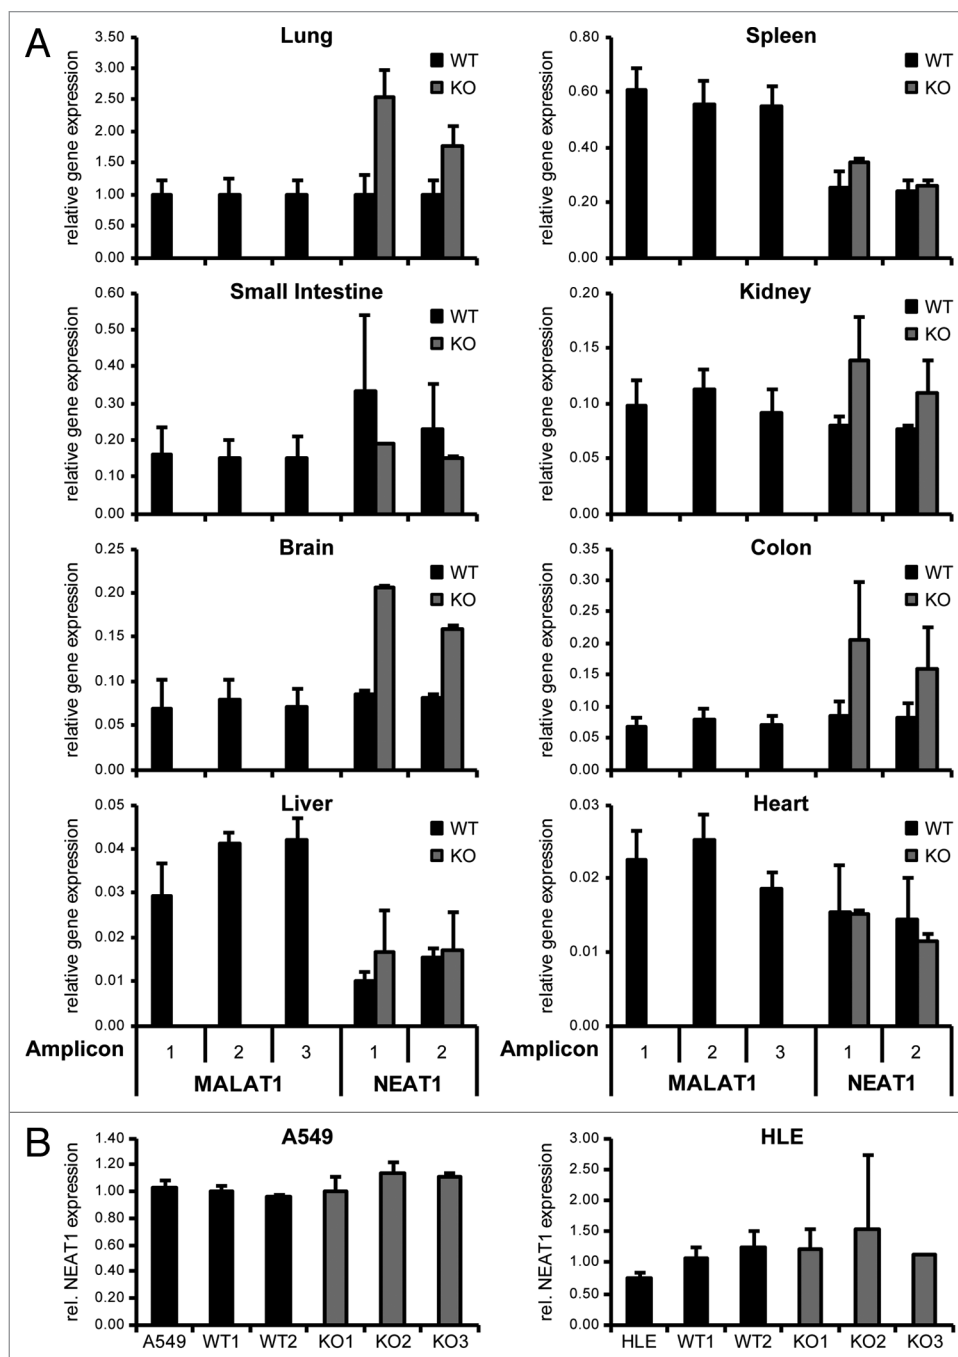 A
Lung
relative gene expression
3.50
3.00
2.50
2.00
1.50
1.00
0.50
0.00
WT
KO
Spleen
relative gene expression
0.80
0.60
0.40
0.20
0.00
WT
KO
Small Intestine
relative gene expression
0.60
0.50
0.40
0.30
0.20
0.10
0.00
WT
KO
Kidney
relative gene expression
0.20
0.15
0.10
0.05
0.00
WT
KO
Brain
relative gene expression
0.25
0.20
0.15
0.10
0.05
0.00
WT
KO
Colon
relative gene expression
0.35
0.30
0.25
0.20
0.15
0.10
0.05
0.00
WT
KO
Liver
relative gene expression
0.05
0.04
0.03
0.02
0.01
0.00
WT
KO
Heart
relative gene expression
0.03
0.02
0.01
0.00
WT
KO
Amplicon 1 2 3 1 2
MALAT1 NEAT1
Amplicon 1 2 3 1 2
MALAT1 NEAT1
B
A549
rel. NEAT1 expression
1.40
1.20
1.00
0.80
0.60
0.40
0.20
0.00
A549 WT1 WT2 KO1 KO2 KO3
HLE
rel. NEAT1 expression
3.00
2.50
2.00
1.50
1.00
0.50
0.00
HLE WT1 WT2 KO1 KO2 KO3